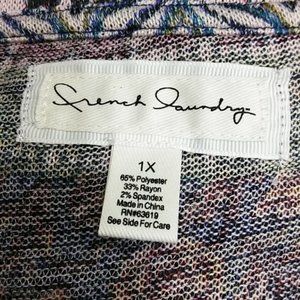 French Laundry
1X
65% Polyester
33% Rayon
2% Spandex
Made in China
RN#63619
See Side For Care